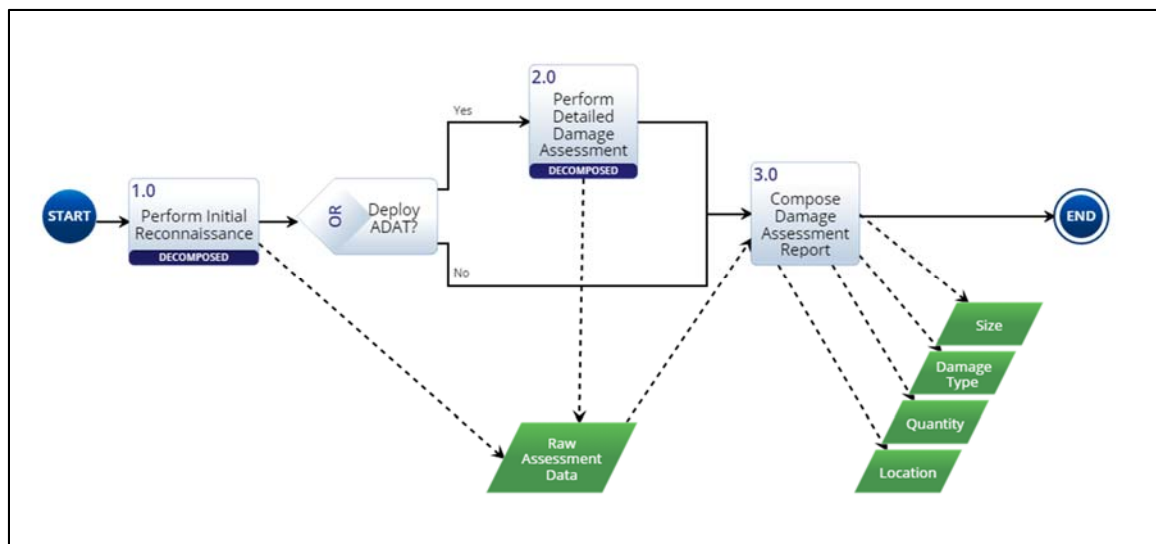 START
1.0
Perform Initial
Reconnaissance
DECOMPOSED
OR
Deploy
ADAT?
Yes
No
2.0
Perform
Detailed
Damage
Assessment
DECOMPOSED
3.0
Compose
Damage
Assessment
Report
END
Size
Damage
Type
Quantity
Location
Raw
Assessment
Data